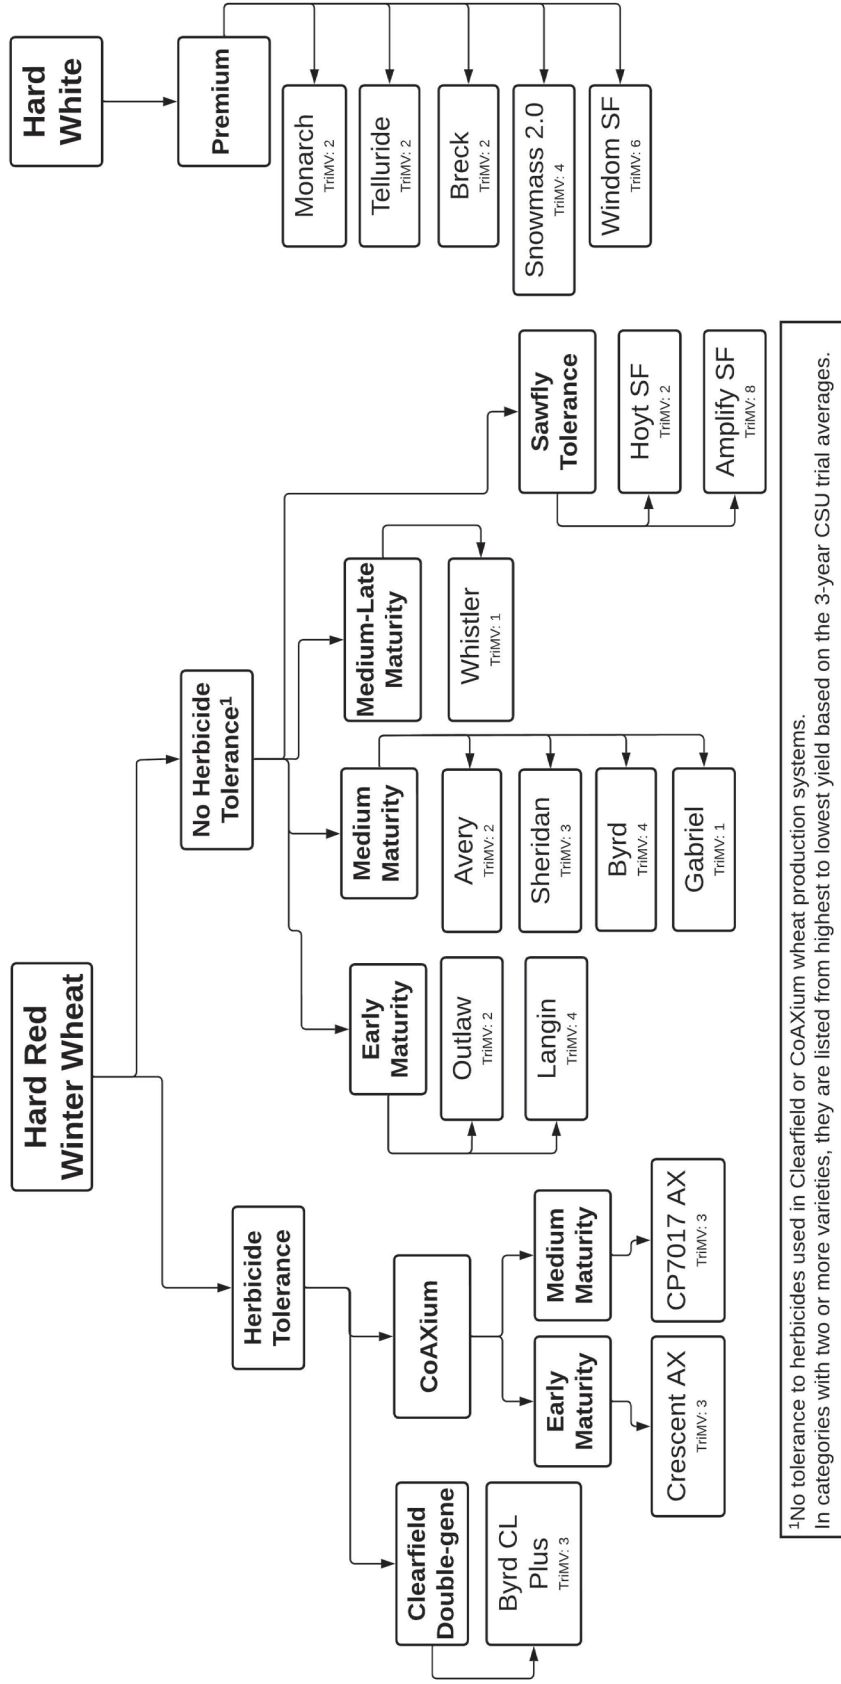 Hard Red
Winter Wheat
Herbicide
Tolerance
Clearfield
Double-gene
Byrd CL
Plus
TriMV: 3
CoAXium
Early
Maturity
Crescent AX
TriMV: 3
Medium
Maturity
CP7017 AX
TriMV: 3
No Herbicide
Tolerance¹
Early
Maturity
Outlaw
TriMV: 2
Langin
TriMV: 4
Medium
Maturity
Avery
TriMV: 2
Sheridan
TriMV: 3
Byrd
TriMV: 4
Gabriel
TriMV: 1
Medium-Late
Maturity
Whistler
TriMV: 1
Sawfly
Tolerance
Hoyt SF
TriMV: 2
Amplify SF
TriMV: 8
Hard
White
Premium
Monarch
TriMV: 2
Telluride
TriMV: 2
Breck
TriMV: 2
Snowmass 2.0
TriMV: 4
Windom SF
TriMV: 6
¹No tolerance to herbicides used in Clearfield or CoAXium wheat production systems.
In categories with two or more varieties, they are listed from highest to lowest yield based on the 3-year CSU trial averages.